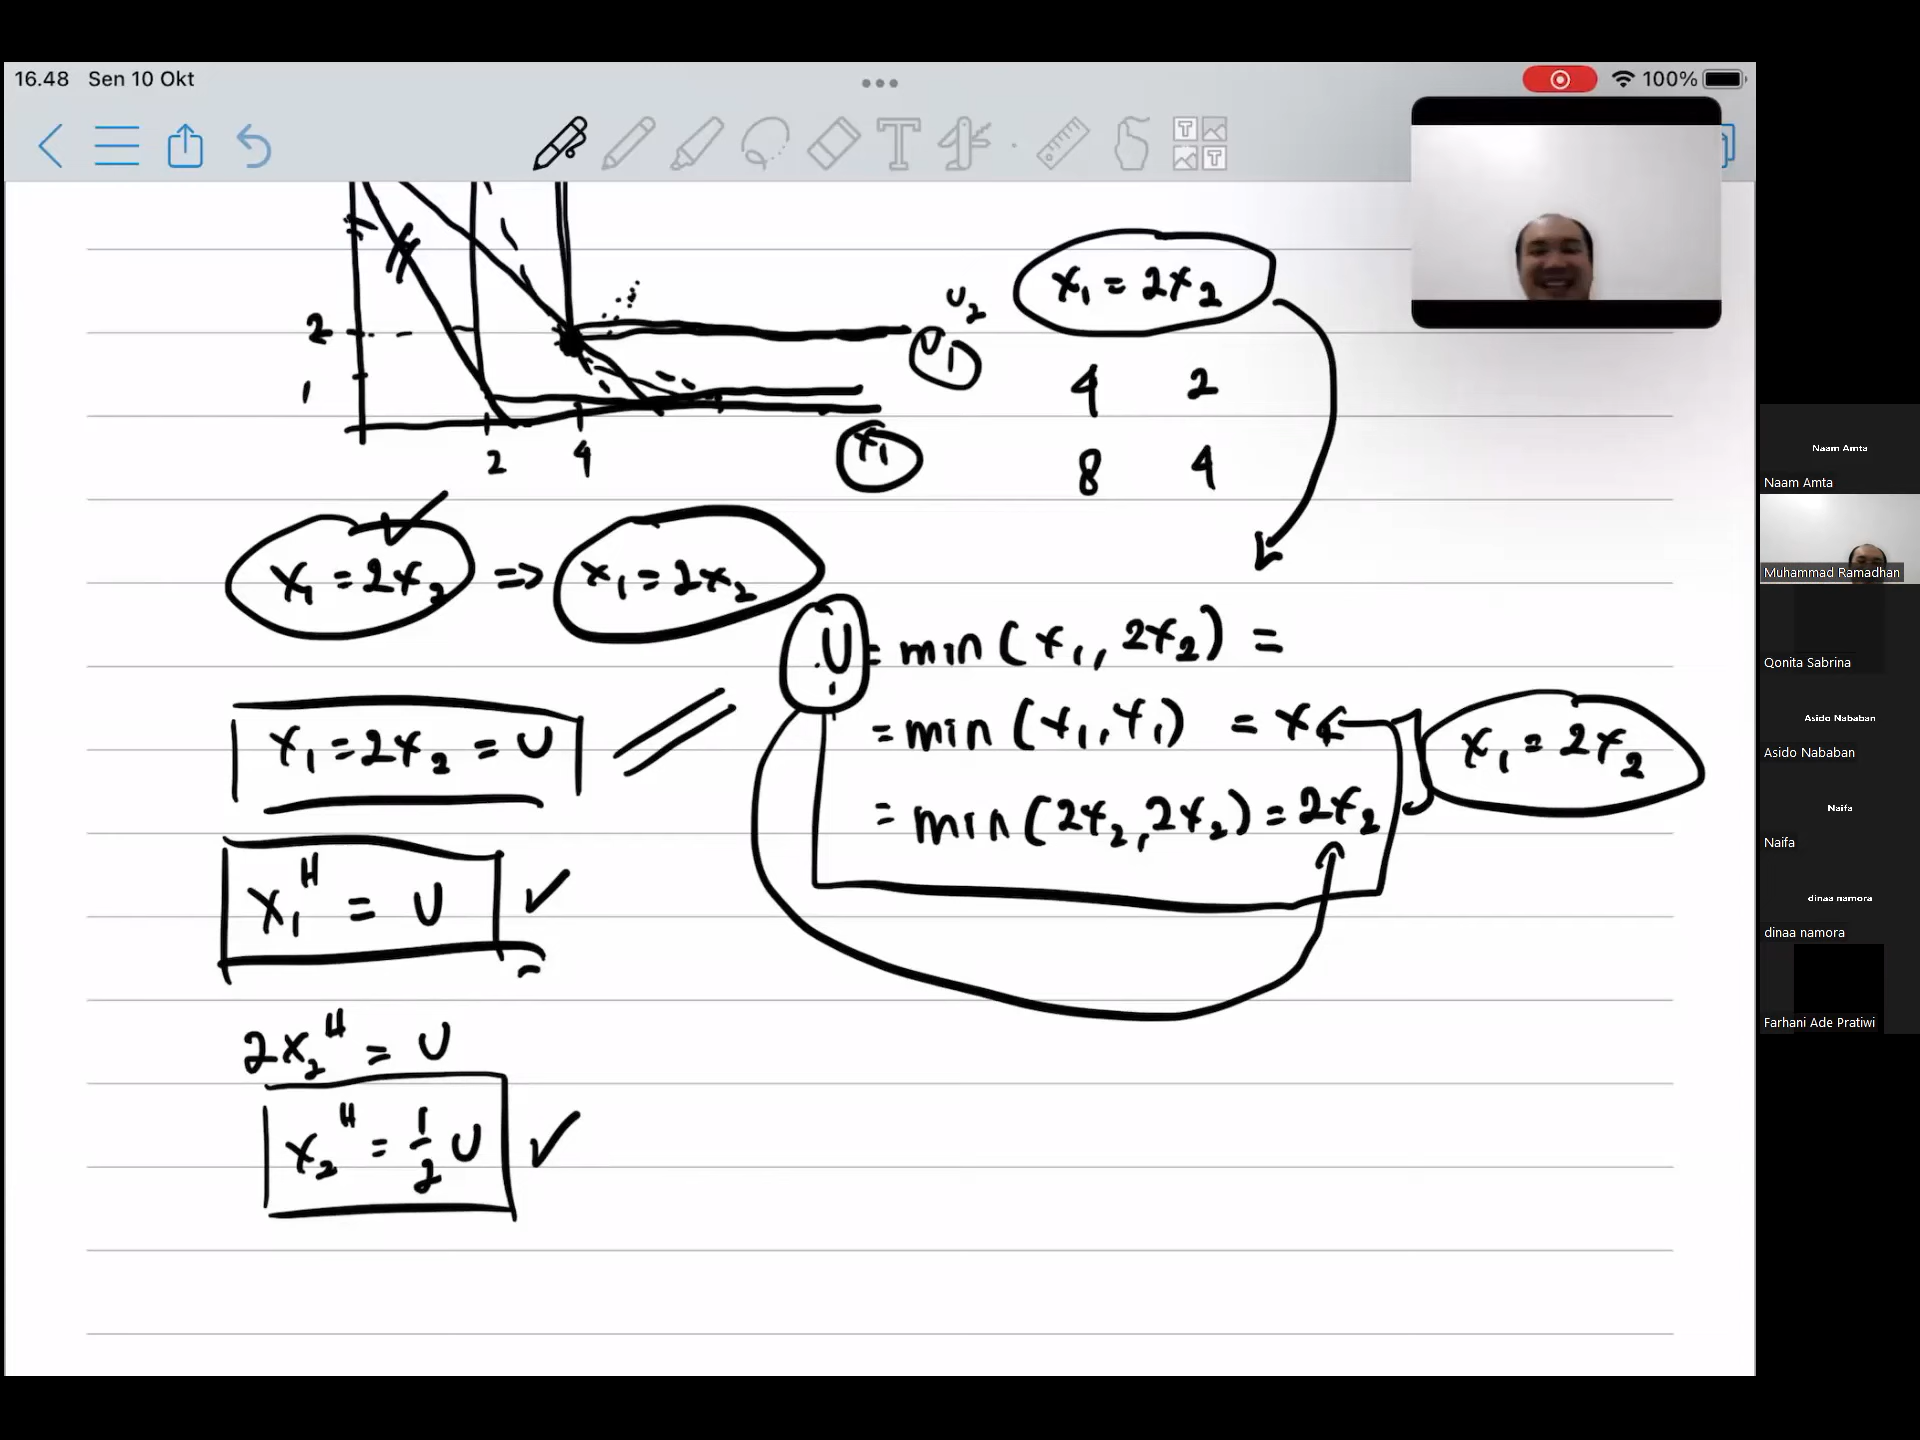 16.48 Sen 10 Okt
100%
2
1
2
4
U2
U1
x1
x1 = 2x2
4 2
8 4
x1 = 2x2 => x1 = 2x2
U = min(x1, 2x2) =
= min(x1, x1) = x
= min(2x2, 2x2) = 2x2
x1 = 2x2
x1 = 2x2 = U
x1^H = U
2x2^H = U
x2^H = 1/2 U
Naam Amta
Naam Amta
Muhammad Ramadhan
Qonita Sabrina
Asido Nababan
Asido Nababan
Naifa
Naifa
dinaa namora
dinaa namora
Farhani Ade Pratiwi